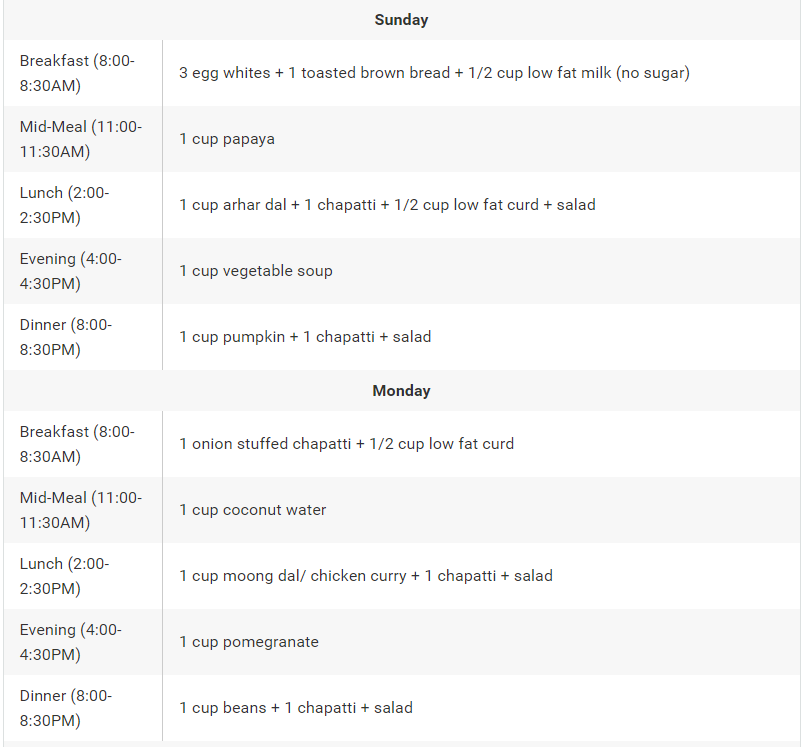 Sunday
Breakfast (8:00-
8:30AM)
3 egg whites + 1 toasted brown bread + 1/2 cup low fat milk (no sugar)
Mid-Meal (11:00-
11:30AM)
1 cup papaya
Lunch (2:00-
2:30PM)
1 cup arhar dal + 1 chapatti + 1/2 cup low fat curd + salad
Evening (4:00-
4:30PM)
1 cup vegetable soup
Dinner (8:00-
8:30PM)
1 cup pumpkin + 1 chapatti + salad
Monday
Breakfast (8:00-
8:30AM)
1 onion stuffed chapatti + 1/2 cup low fat curd
Mid-Meal (11:00-
11:30AM)
1 cup coconut water
Lunch (2:00-
2:30PM)
1 cup moong dal/ chicken curry + 1 chapatti + salad
Evening (4:00-
4:30PM)
1 cup pomegranate
Dinner (8:00-
8:30PM)
1 cup beans + 1 chapatti + salad